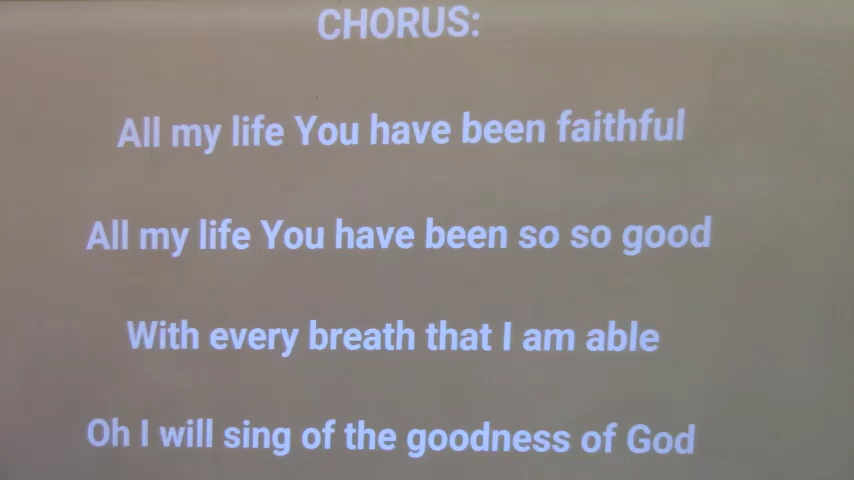 CHORUS:
All my life You have been faithful
All my life You have been so so good
With every breath that I am able
Oh I will sing of the goodness of God